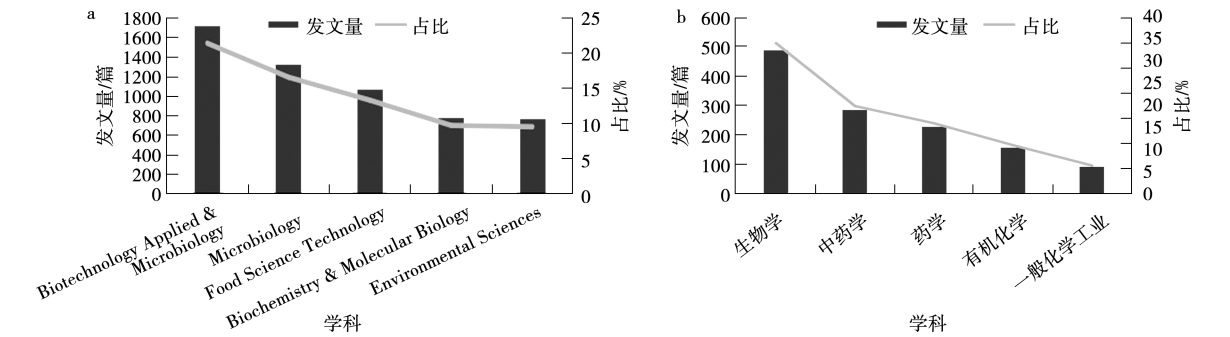 a
发文量
占比
1800
1600
1400
1200
1000
800
600
400
200
0
发文量/篇
25
20
15
10
5
0
占比/%
Biotechnology Applied &
Microbiology
Microbiology
Food Science Technology
Biochemistry & Molecular Biology
Environmental Sciences
学科
b
发文量
占比
600
500
400
300
200
100
0
发文量/篇
40
35
30
25
20
15
10
5
0
占比/%
生物学
中药学
药学
有机化学
一般化学工业
学科